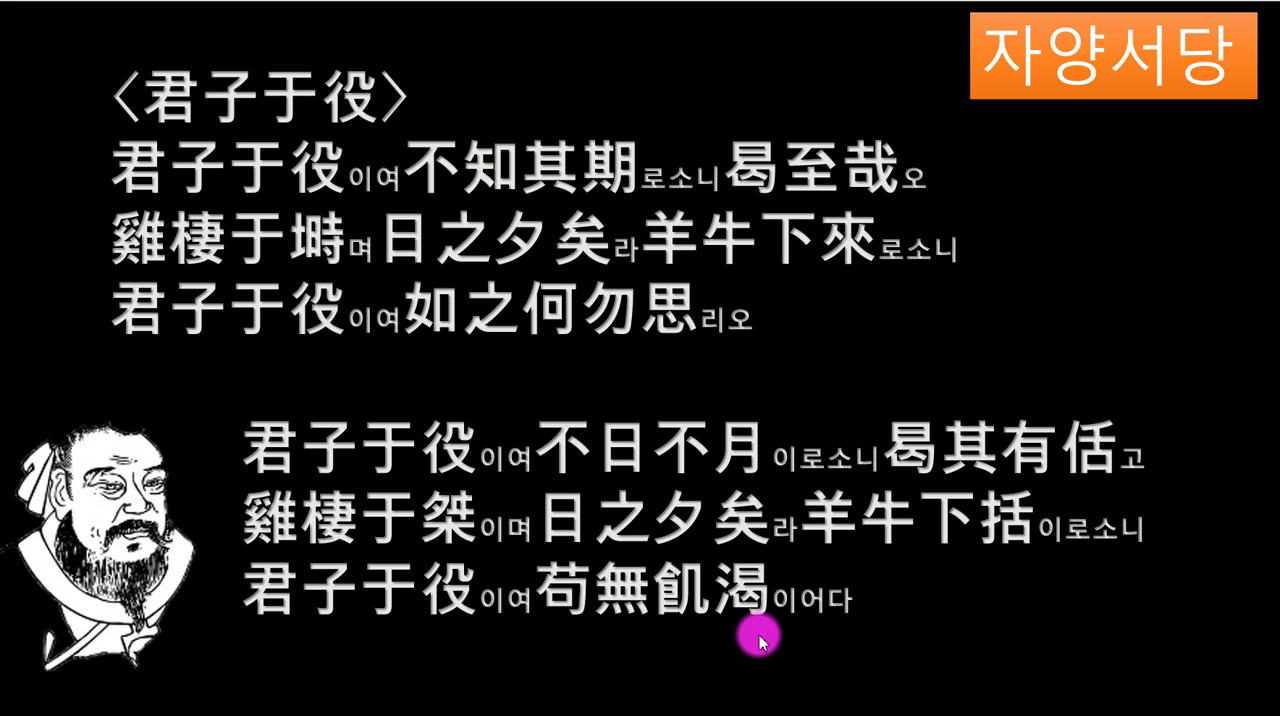 자양서당
〈君子于役〉
君子于役이여不知其期로소니曷至哉오
雞棲于塒며日之夕矣라羊牛下來로소니
君子于役이여如之何勿思리오
君子于役이여不日不月이로소니曷其有佸고
雞棲于桀이며日之夕矣라羊牛下括이로소니
君子于役이여苟無飢渴이어다